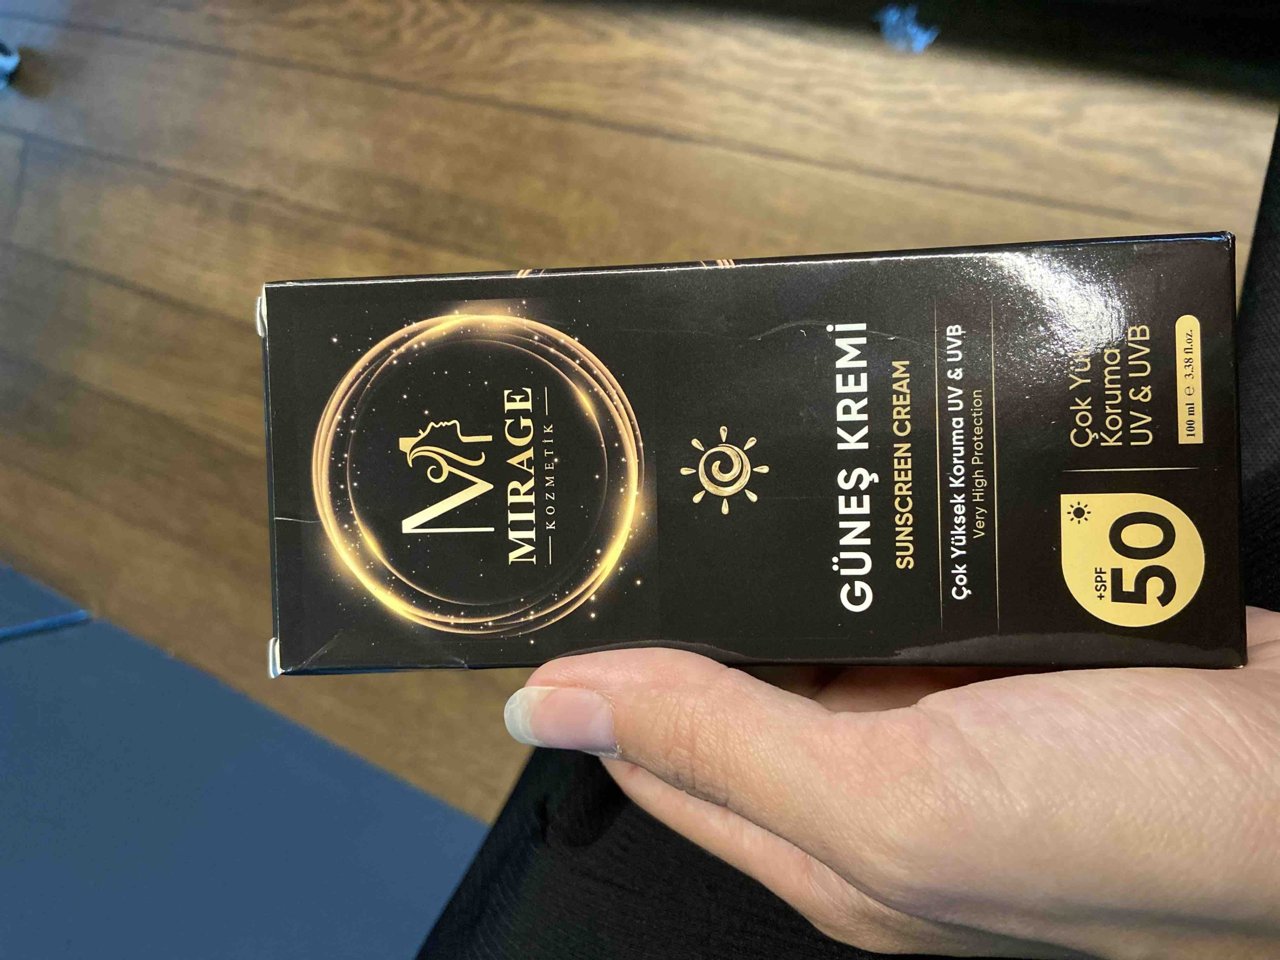 MIRAGE
KOZMETİK
GÜNEŞ KREMİ
SUNSCREEN CREAM
Çok Yüksek Koruma UV & UVB
Very High Protection
+SPF
50
Çok
Koruma
UV & UVB
100 ml ℮ 3.38 fl.oz.